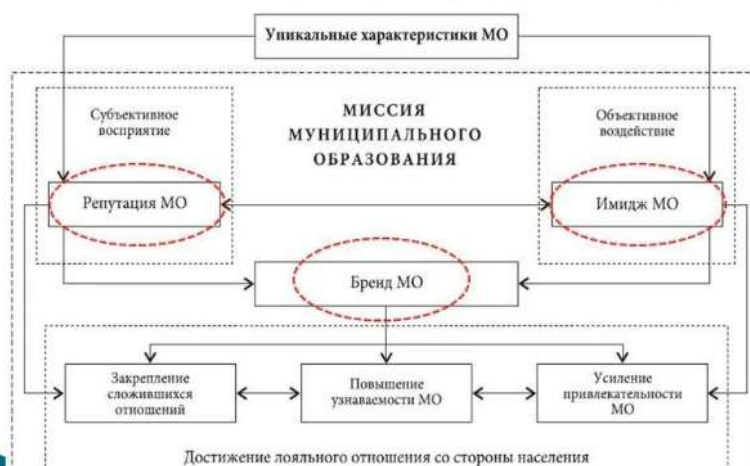 Уникальные характеристики МО
Субъективное
восприятие
МИССИЯ
МУНИЦИПАЛЬНОГО
ОБРАЗОВАНИЯ
Объективное
воздействие
Репутация МО
Имидж МО
Бренд МО
Закрепление
сложившихся
отношений
Повышение
узнаваемости МО
Усиление
привлекательности
МО
Достижение лояльного отношения со стороны населения